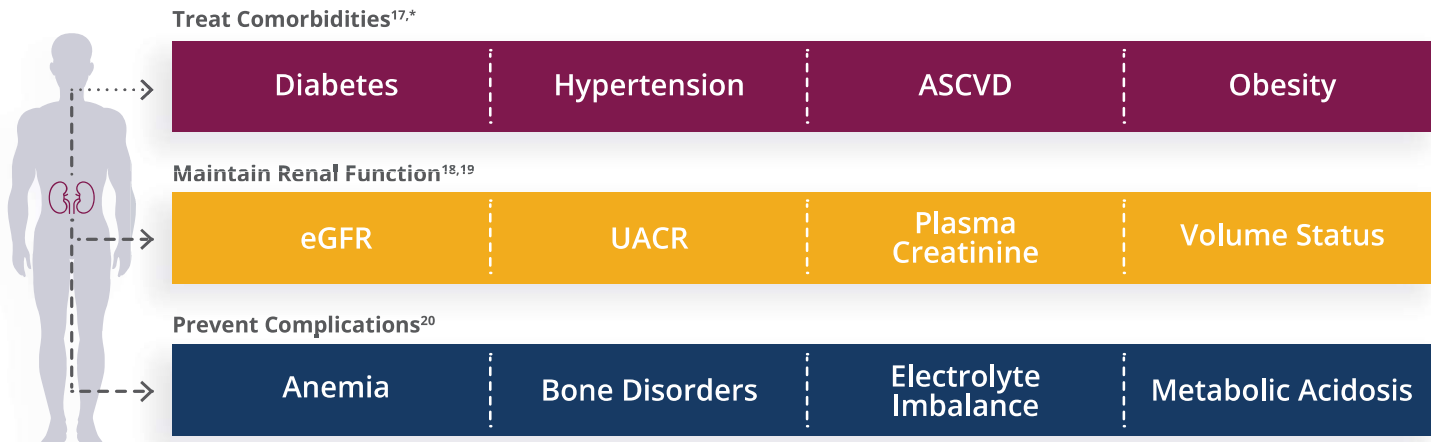 Treat Comorbidities17,*
Diabetes
Hypertension
ASCVD
Obesity
Maintain Renal Function18,19
eGFR
UACR
Plasma
Creatinine
Volume Status
Prevent Complications20
Anemia
Bone Disorders
Electrolyte
Imbalance
Metabolic Acidosis